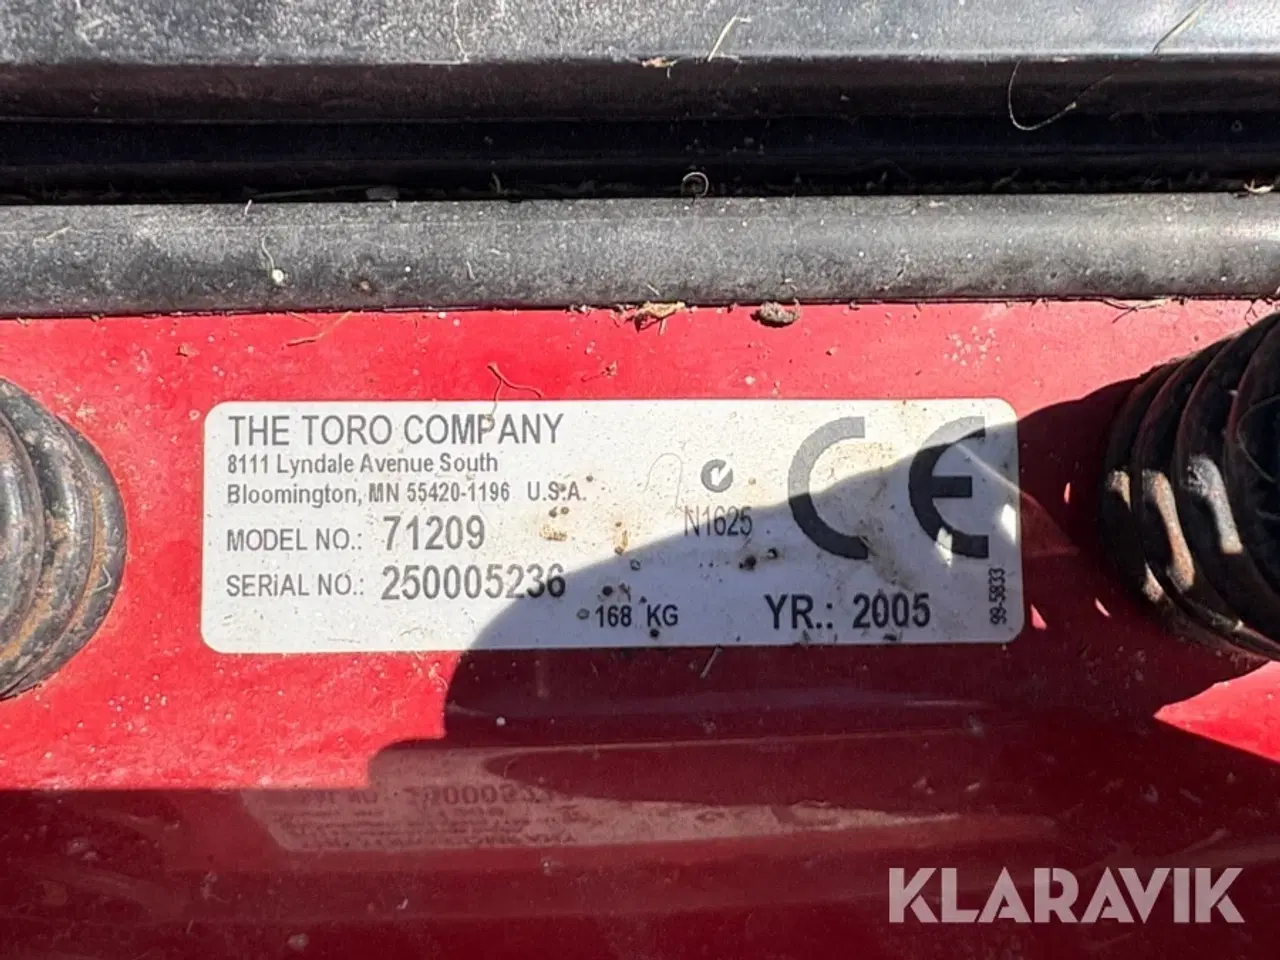 THE TORO COMPANY
8111 Lyndale Avenue South
Bloomington, MN 55420-1196 U.S.A.
MODEL NO.: 71209
SERIAL NO.: 250005236
N1625
CE
168 KG
YR.: 2005
99-5833
KLARAVIK